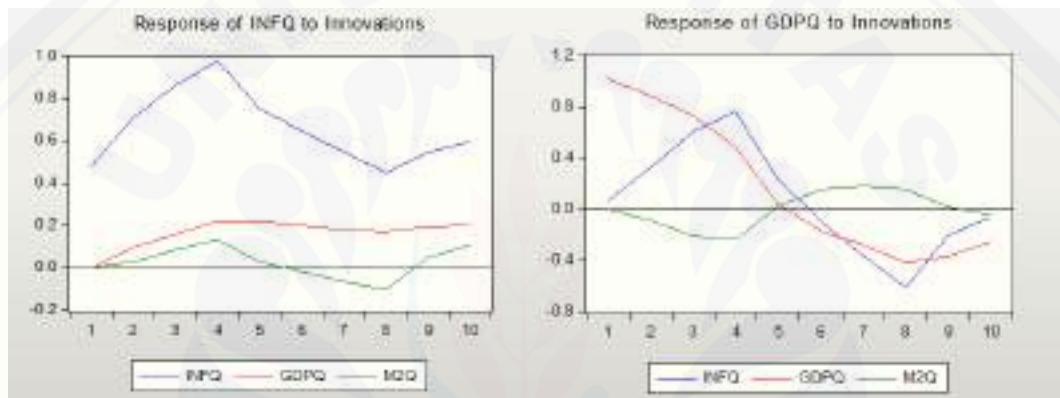 Response of INFQ to Innovations
1.0
0.8
0.6
0.4
0.2
0.0
-0.2
1 2 3 4 5 6 7 8 9 10
INFQ GDPQ M2Q
Response of GDPQ to Innovations
1.2
0.8
0.4
0.0
-0.4
-0.8
1 2 3 4 5 6 7 8 9 10
INFQ GDPQ M2Q